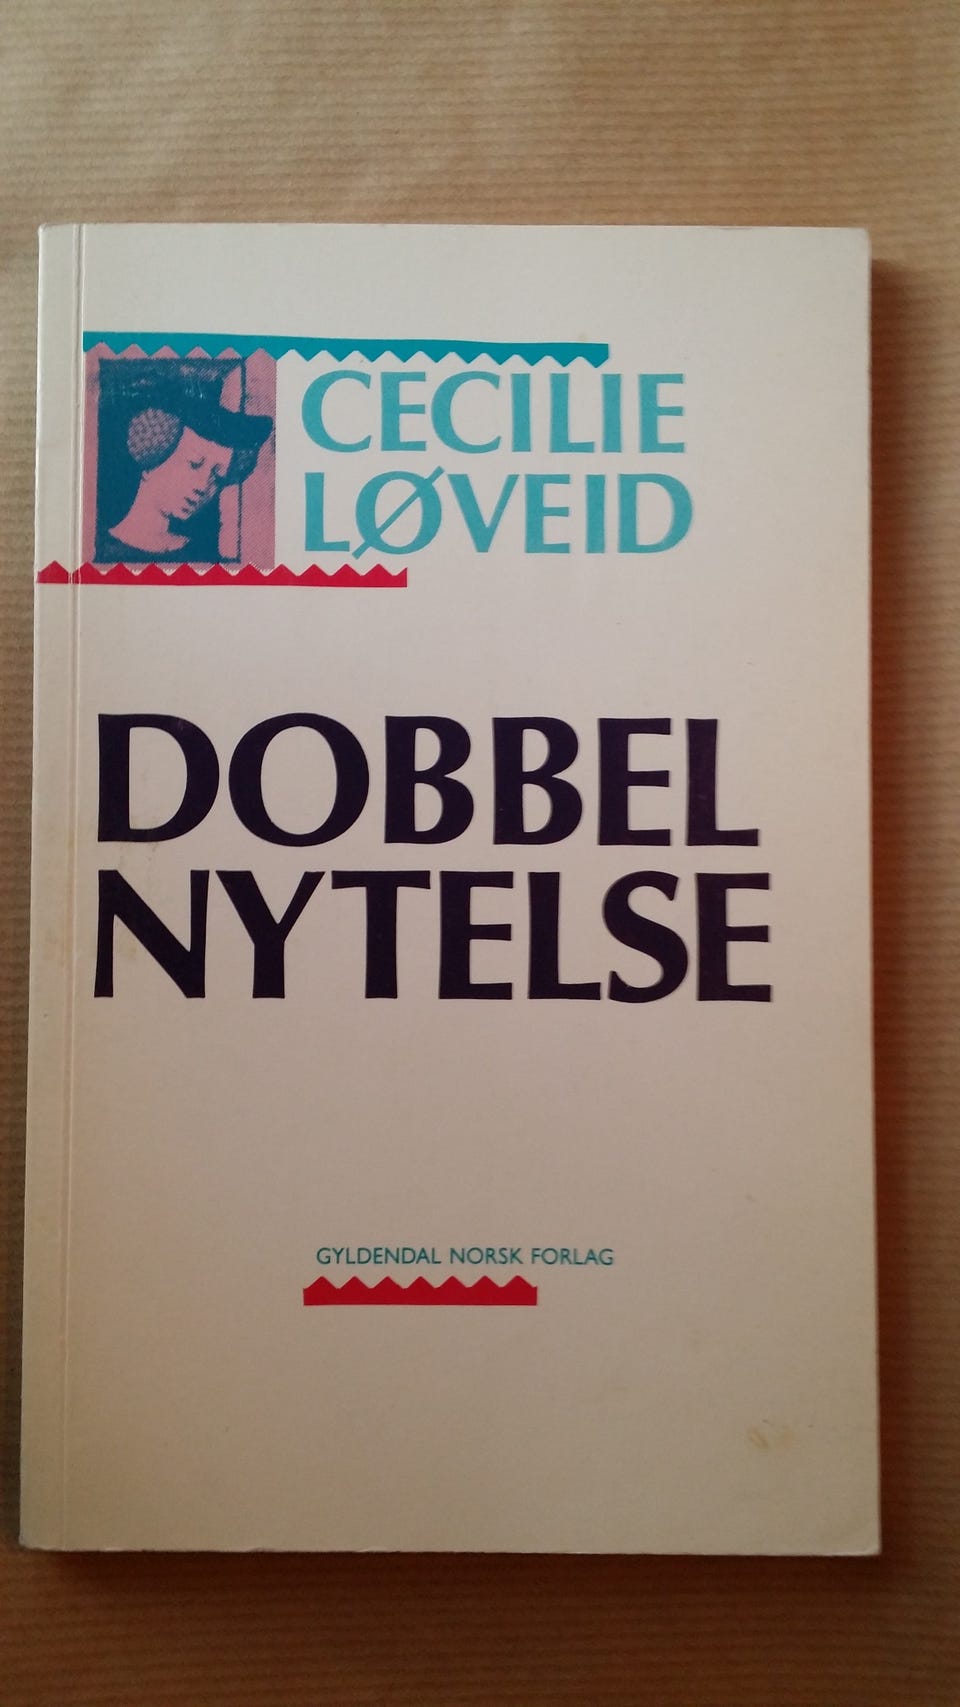 CECILIE
LØVEID
DOBBEL
NYTELSE
GYLDENDAL NORSK FORLAG